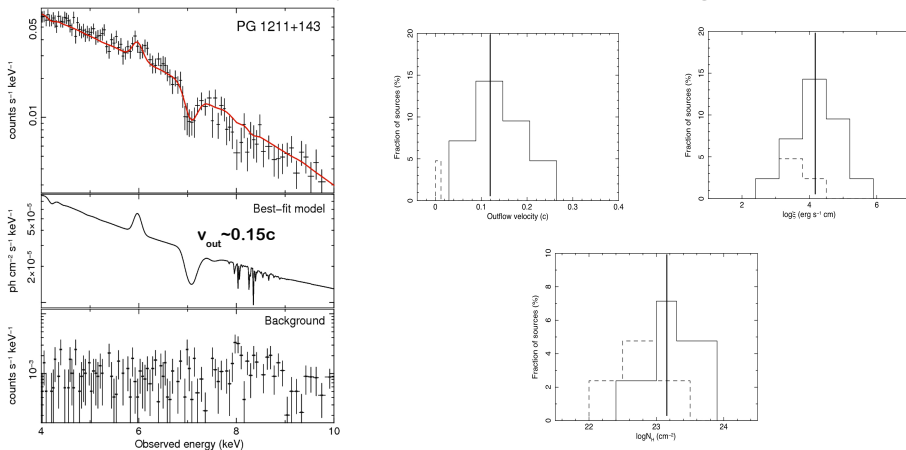 PG 1211+143
0.05
0.01
counts s⁻¹ keV⁻¹
Best-fit model
v_out~0.15c
5×10⁻⁵
2×10⁻⁵
ph cm⁻² s⁻¹ keV⁻¹
Background
10⁻³
counts s⁻¹ keV⁻¹
4 6 8 10
Observed energy (keV)
20
15
10
5
0
Fraction of sources (%)
0 0.1 0.2 0.3 0.4
Outflow velocity (c)
20
15
10
5
0
Fraction of sources (%)
2 4 6
logΞ (erg s⁻¹ cm)
10
8
6
4
2
0
Fraction of sources (%)
22 23 24
logN_H (cm⁻²)